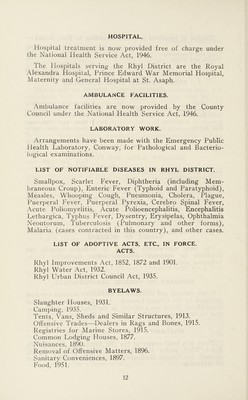 HOSPITAL.
Hospital treatment is now provided free of charge under
the National Health Service Act, 1946.
The Hospitals serving the Rhyl District are the Royal
Alexandra Hospital, Prince Edward War Memorial Hospital,
Maternity and General Hospital at St. Asaph.
AMBULANCE FACILITIES.
Ambulance facilities are now provided by the County
Council under the National Health Service Act, 1946.
LABORATORY WORK.
Arrangements have been made with the Emergency Public
Health Laboratory, Conway, for Pathological and Bacterio-
logical examinations.
LIST OF NOTIFIABLE DISEASES IN RHYL DISTRICT.
Smallpox, Scarlet Fever, Diphtheria (including Mem-
braneous Croup), Enteric Fever (Typhoid and Paratyphoid),
Measles, Whooping Cough, Pneumonia, Cholera, Plague,
Puerperal Fever, Puerperal Pyrexia, Cerebro Spinal Fever,
Acute Poliomyelitis, Acute Polioencephalitis, Encephalitis
Lethargica, Typhus Fever, Dysentry, Erysipelas, Ophthalmia
Neontorum, Tuberculosis (Pulmonary and other forms),
Malaria (cases contracted in this country), and other cases.
LIST OF ADOPTIVE ACTS, ETC, IN FORCE.
ACTS.
Rhyl Improvements Act, 1852, 1872 and 1901.
Rhyl Water Act, 1932.
Rhyl Urban District Council Act, 1935.
BYELAWS.
Slaughter Houses, 1931.
Camping, 1935.
Tents, Vans, Sheds and Similar Structures, 1913.
Offensive Trades—Dealers in Rags and Bones, 1915.
Registries for Marine Stores, 1915.
Common Lodging Houses, 1877.
Nuisances, 1890.
Removal of Offensive Matters, 1896.
Sanitary Conveniences, 1897.
Food, 1951.
12